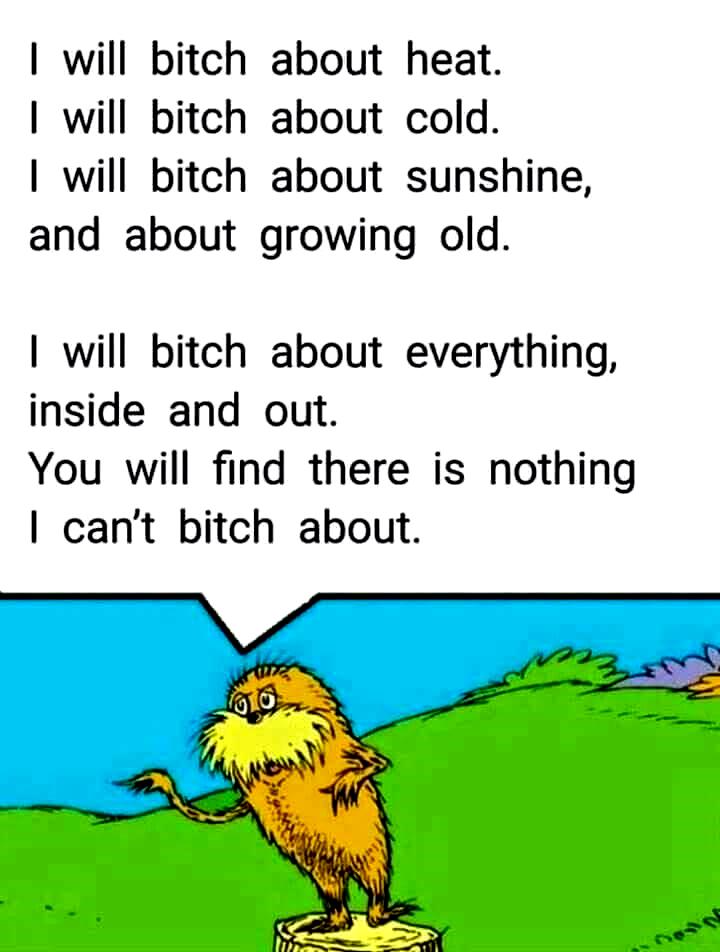 I will bitch about heat.
I will bitch about cold.
I will bitch about sunshine,
and about growing old.
I will bitch about everything,
inside and out.
You will find there is nothing
I can't bitch about.